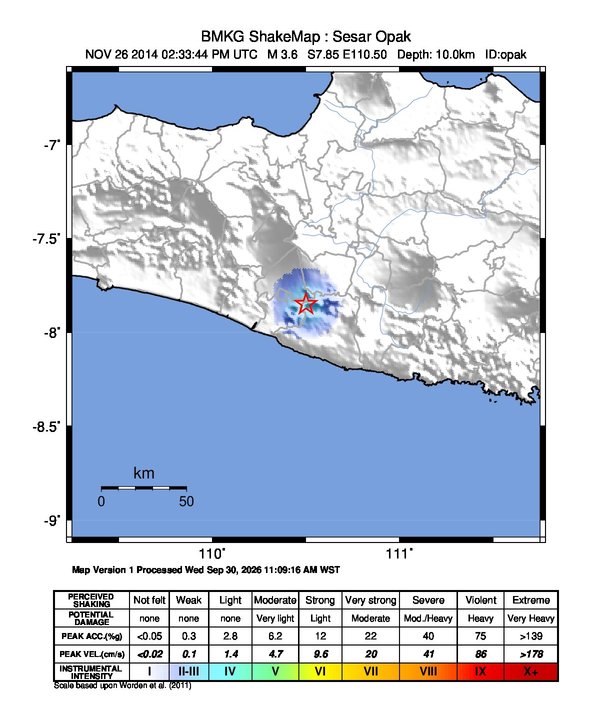 BMKG ShakeMap : Sesar Opak
NOV 26 2014 02:33:44 PM UTC M 3.6 S7.85 E110.50 Depth: 10.0km ID:opak
-7°
-7.5°
-8°
-8.5°
-9°
km
0 50
110° 111°
Map Version 1 Processed Wed Sep 30, 2026 11:09:16 AM WST
PERCEIVED SHAKING Not felt Weak Light Moderate Strong Very strong Severe Violent Extreme
POTENTIAL DAMAGE none none none Very light Light Moderate Mod./Heavy Heavy Very Heavy
PEAK ACC.(%g) <0.05 0.3 2.8 6.2 12 22 40 75 >139
PEAK VEL.(cm/s) <0.02 0.1 1.4 4.7 9.6 20 41 86 >178
INSTRUMENTAL INTENSITY I II-III IV V VI VII VIII IX X+
Scale based upon Worden et al. (2011)